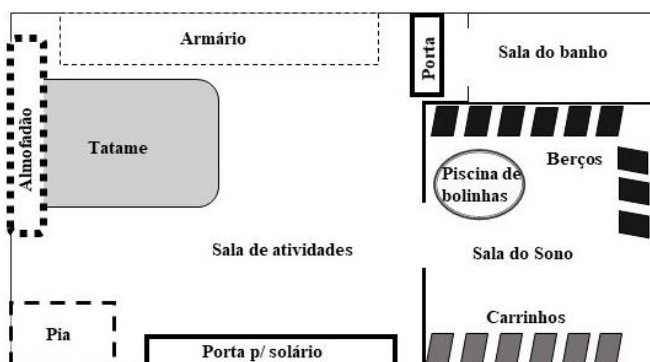 Armário
Porta
Sala do banho
Almofadão
Tatame
Berços
Piscina de
bolinhas
Sala de atividades
Sala do Sono
Pia
Carrinhos
Porta p/ solário